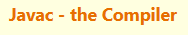 Javac - the Compiler